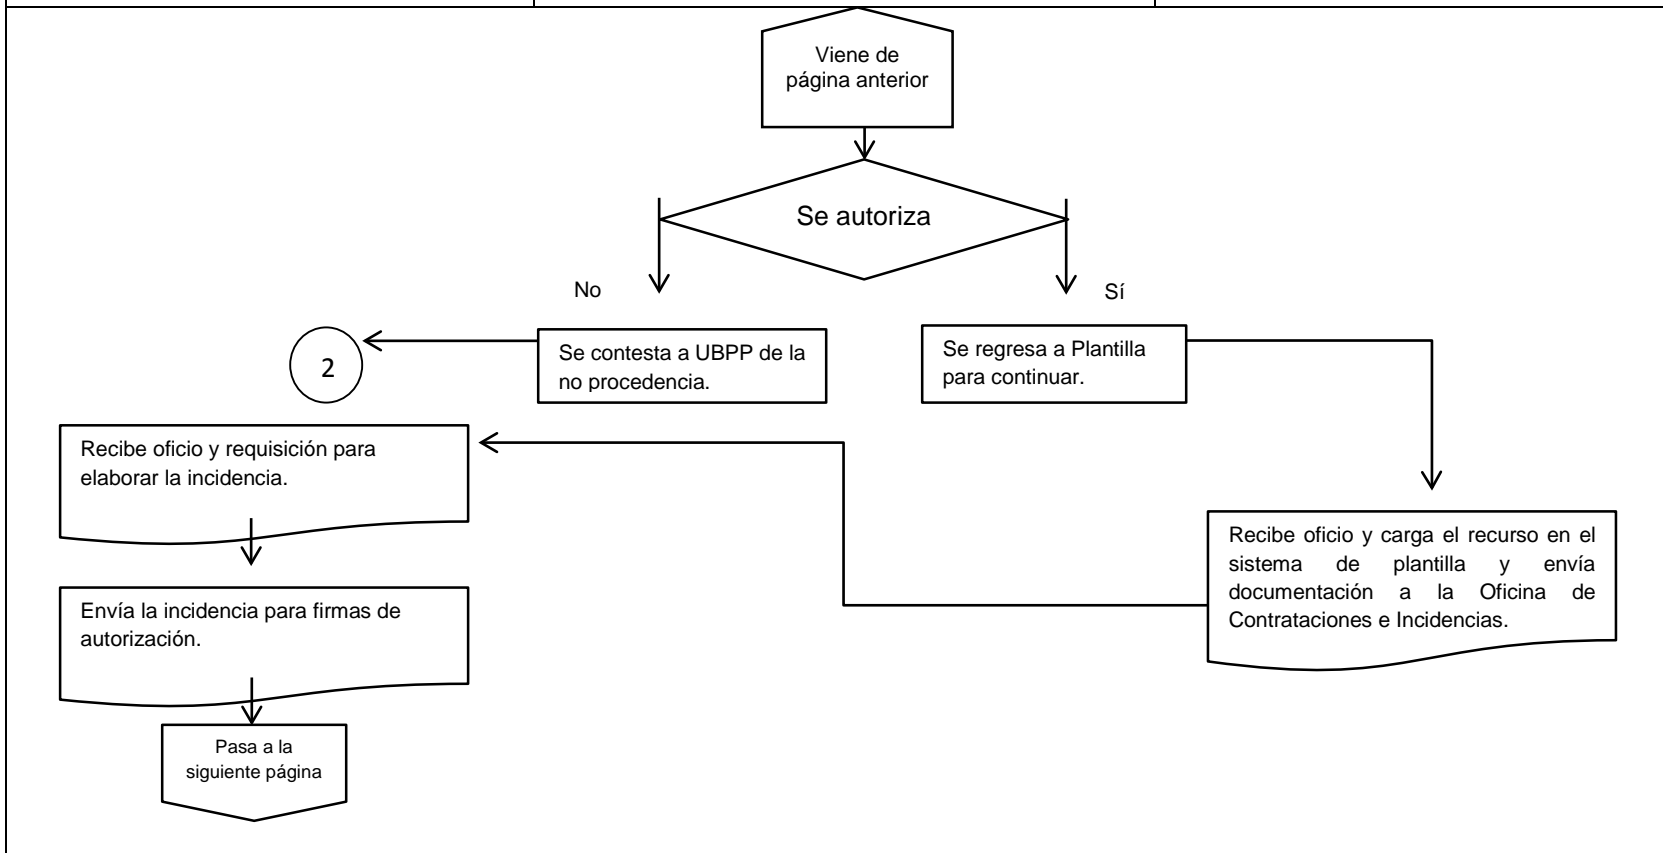 Viene de
página anterior
Se autoriza
No
Sí
2
Se contesta a UBPP de la
no procedencia.
Se regresa a Plantilla
para continuar.
Recibe oficio y requisición para
elaborar la incidencia.
Recibe oficio y carga el recurso en el
sistema de plantilla y envía
documentación a la Oficina de
Contrataciones e Incidencias.
Envía la incidencia para firmas de
autorización.
Pasa a la
siguiente página